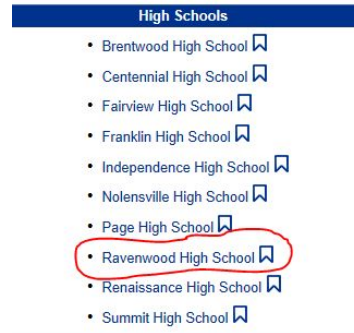 High Schools
• Brentwood High School
• Centennial High School
• Fairview High School
• Franklin High School
• Independence High School
• Nolensville High School
• Page High School
• Ravenwood High School
• Renaissance High School
• Summit High School